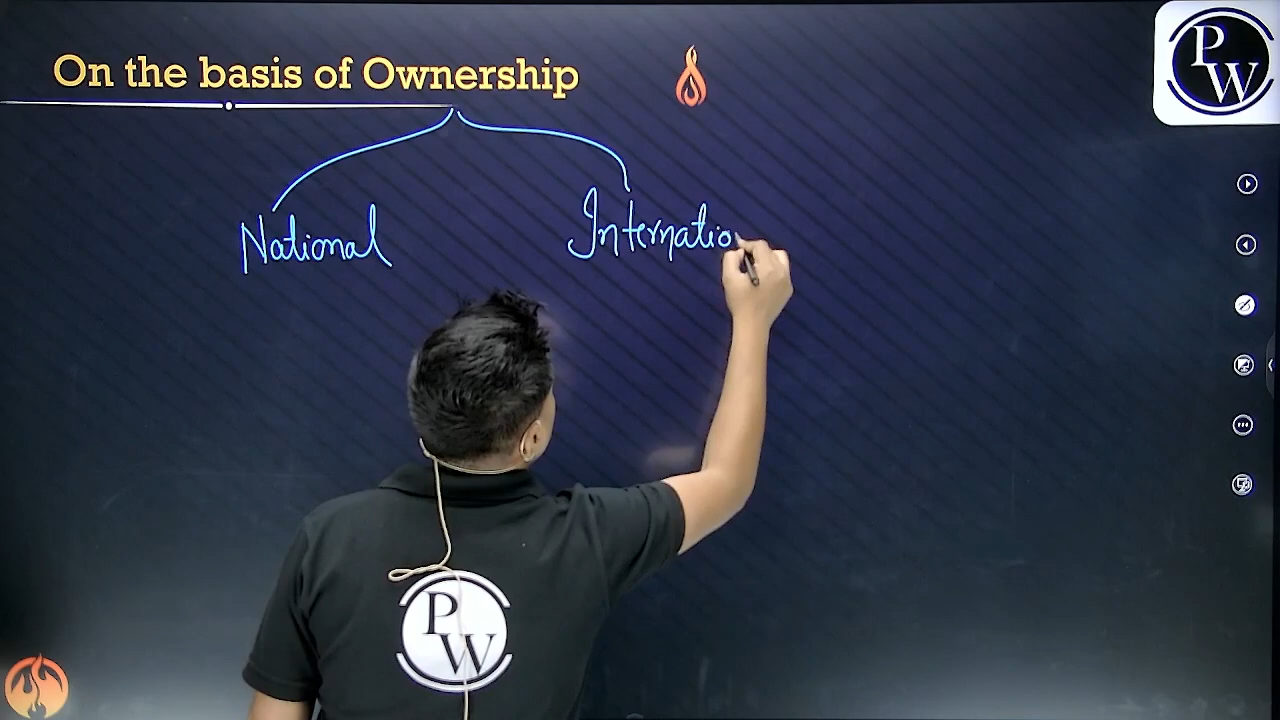 On the basis of Ownership
PW
National
Internatio
PW